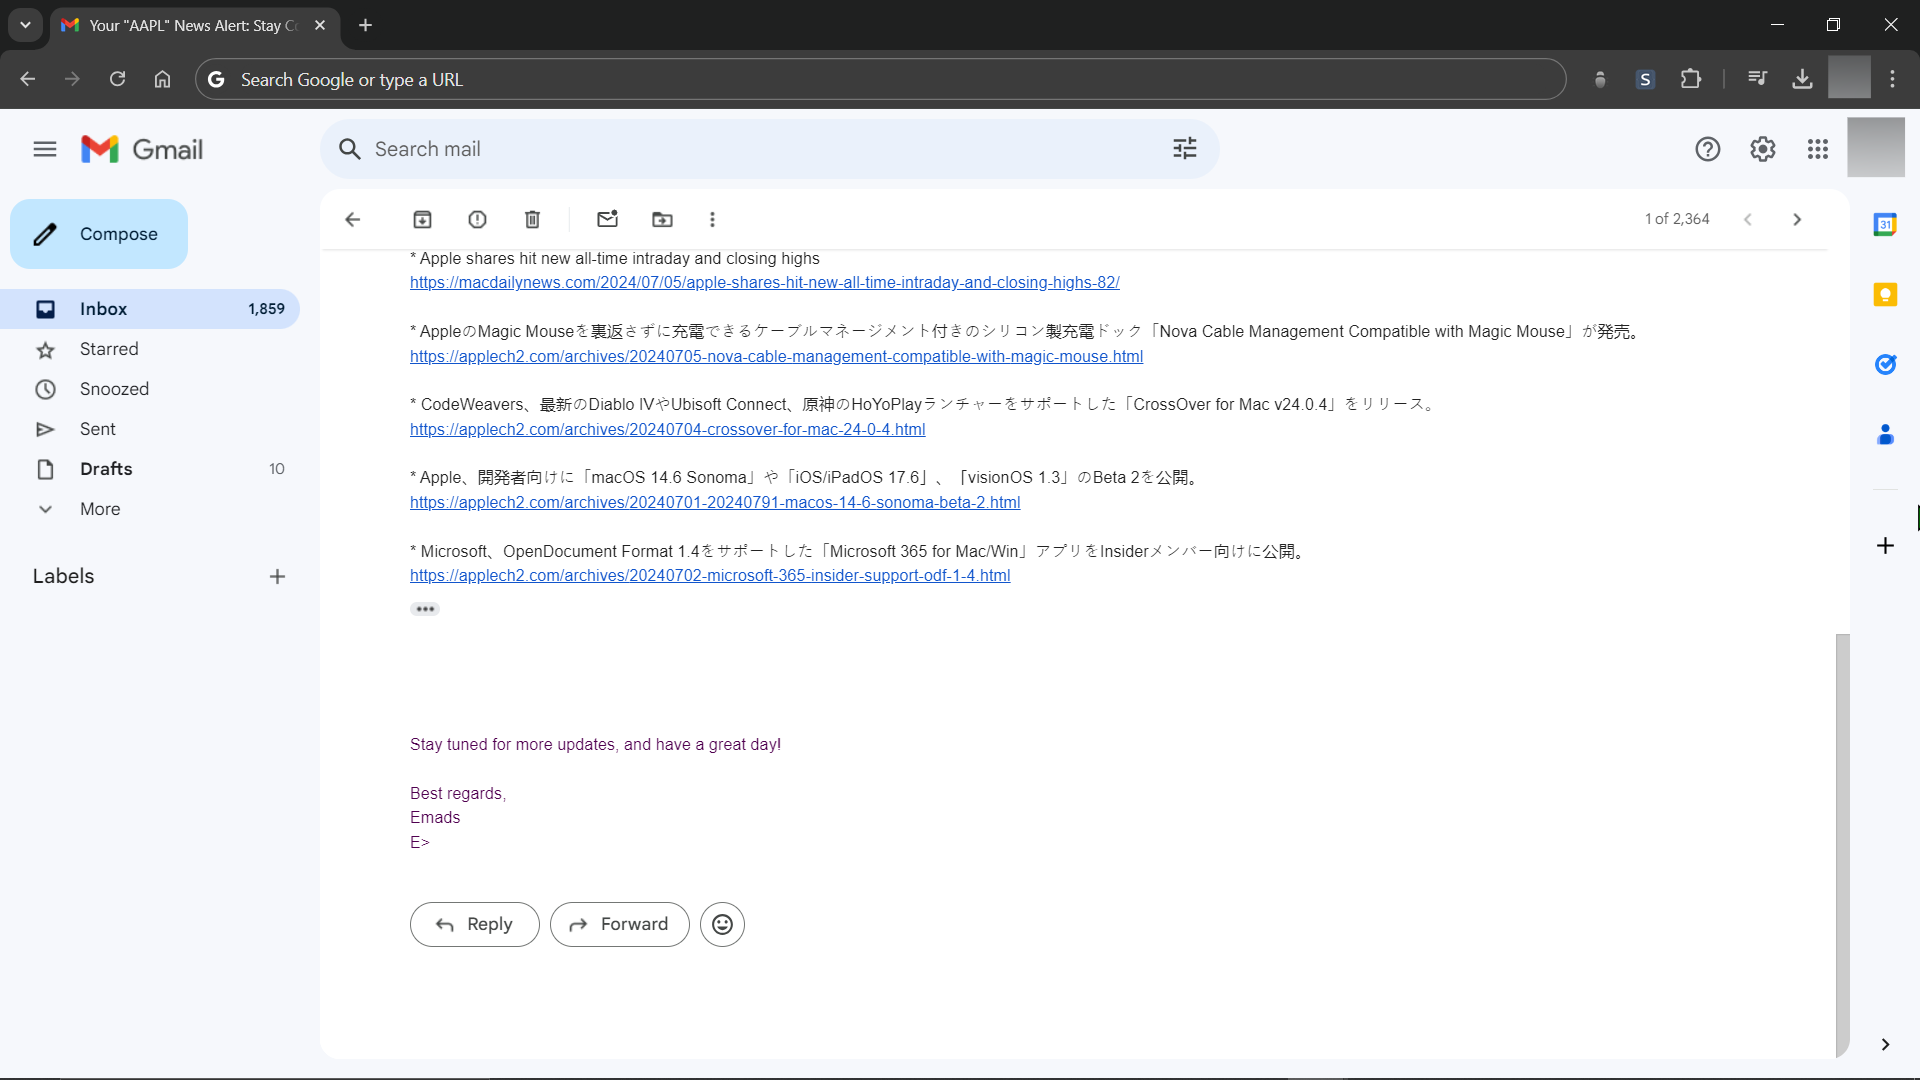 Your "AAPL" News Alert: Stay Co
Search Google or type a URL
S
Gmail
Search mail
Compose
1 of 2,364
31
Inbox 1,859
Starred
Snoozed
Sent
Drafts 10
More
Labels
* Apple shares hit new all-time intraday and closing highs
https://macdailynews.com/2024/07/05/apple-shares-hit-new-all-time-intraday-and-closing-highs-82/
* AppleのMagic Mouseを裏返さずに充電できるケーブルマネージメント付きのシリコン製充電ドック「Nova Cable Management Compatible with Magic Mouse」が発売。
https://applech2.com/archives/20240705-nova-cable-management-compatible-with-magic-mouse.html
* CodeWeavers、最新のDiablo IVやUbisoft Connect、原神のHoYoPlayランチャーをサポートした「CrossOver for Mac v24.0.4」をリリース。
https://applech2.com/archives/20240704-crossover-for-mac-24-0-4.html
* Apple、開発者向けに「macOS 14.6 Sonoma」や「iOS/iPadOS 17.6」、「visionOS 1.3」のBeta 2を公開。
https://applech2.com/archives/20240701-20240791-macos-14-6-sonoma-beta-2.html
* Microsoft、OpenDocument Format 1.4をサポートした「Microsoft 365 for Mac/Win」アプリをInsiderメンバー向けに公開。
https://applech2.com/archives/20240702-microsoft-365-insider-support-odf-1-4.html
Stay tuned for more updates, and have a great day!
Best regards,
Emads
E>
Reply
Forward